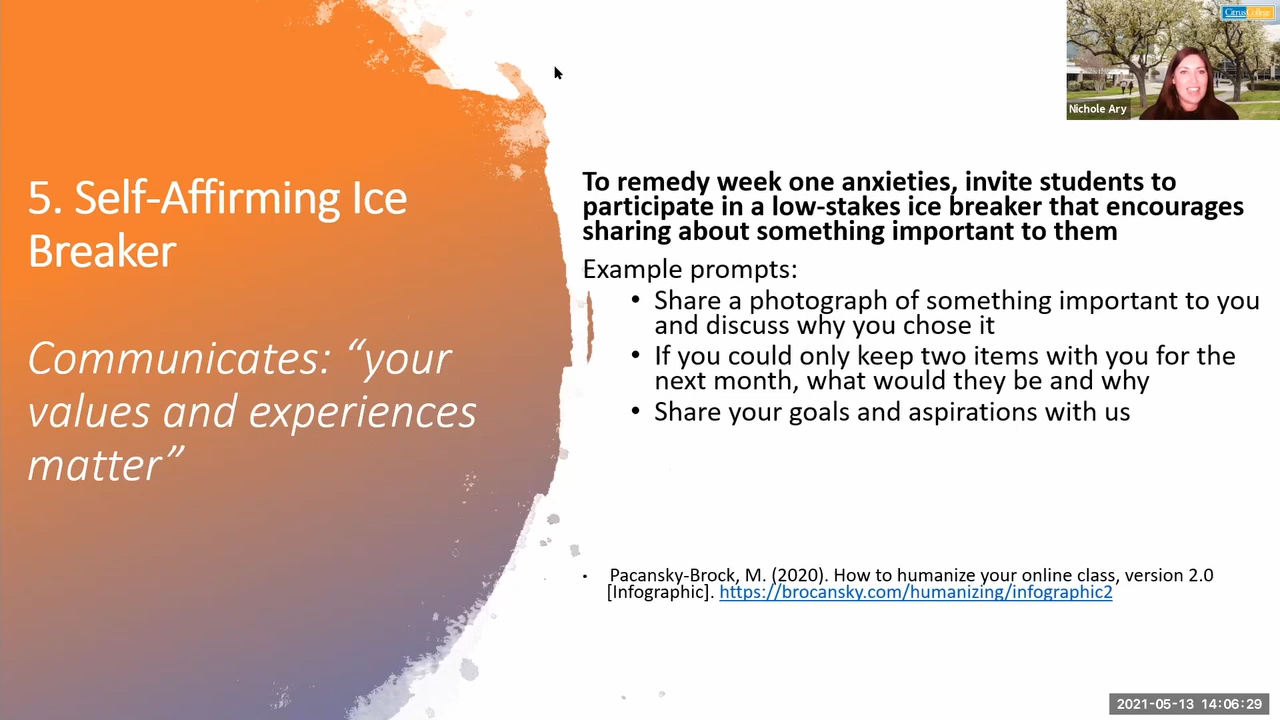 5. Self-Affirming Ice
Breaker
Communicates: “your
values and experiences
matter”
CitrusCollege
Nichole Ary
To remedy week one anxieties, invite students to
participate in a low-stakes ice breaker that encourages
sharing about something important to them
Example prompts:
• Share a photograph of something important to you
and discuss why you chose it
• If you could only keep two items with you for the
next month, what would they be and why
• Share your goals and aspirations with us
• Pacansky-Brock, M. (2020). How to humanize your online class, version 2.0
[Infographic]. https://brocansky.com/humanizing/infographic2
2021-05-13 14:06:29